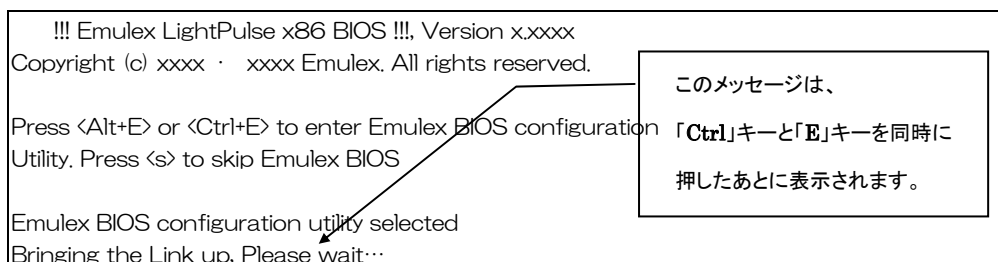 !!! Emulex LightPulse x86 BIOS !!!, Version x.xxxx
Copyright (c) xxxx · xxxx Emulex. All rights reserved.
Press <Alt+E> or <Ctrl+E> to enter Emulex BIOS configuration
Utility. Press <s> to skip Emulex BIOS
Emulex BIOS configuration utility selected
Bringing the Link up, Please wait…
このメッセージは、
「Ctrl」キーと「E」キーを同時に
押したあとに表示されます。